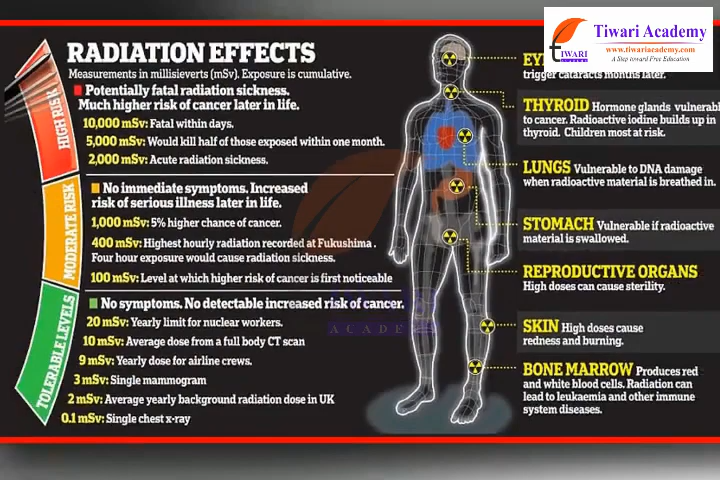 Tiwari Academy
www.tiwariacademy.com
A Step toward Free Education
TIWARI
ACADEMY
RADIATION EFFECTS
Measurements in millisieverts (mSv). Exposure is cumulative.
HIGH RISK
Potentially fatal radiation sickness.
Much higher risk of cancer later in life.
10,000 mSv: Fatal within days.
5,000 mSv: Would kill half of those exposed within one month.
2,000 mSv: Acute radiation sickness.
MODERATE RISK
No immediate symptoms. Increased
risk of serious illness later in life.
1,000 mSv: 5% higher chance of cancer.
400 mSv: Highest hourly radiation recorded at Fukushima.
Four hour exposure would cause radiation sickness.
100 mSv: Level at which higher risk of cancer is first noticeable
TOLERABLE LEVELS
No symptoms. No detectable increased risk of cancer.
20 mSv: Yearly limit for nuclear workers.
10 mSv: Average dose from a full body CT scan
9 mSv: Yearly dose for airline crews.
3 mSv: Single mammogram
2 mSv: Average yearly background radiation dose in UK
0.1 mSv: Single chest x-ray
ACADEMY
trigger cataracts months later.
THYROID Hormone glands vulnerabl
to cancer. Radioactive iodine builds up in
thyroid. Children most at risk.
LUNGS Vulnerable to DNA damage
when radioactive material is breathed in.
STOMACH Vulnerable if radioactive
material is swallowed.
REPRODUCTIVE ORGANS
High doses can cause sterility.
SKIN High doses cause
redness and burning.
BONE MARROW Produces red
and white blood cells. Radiation can
lead to leukaemia and other immune
system diseases.